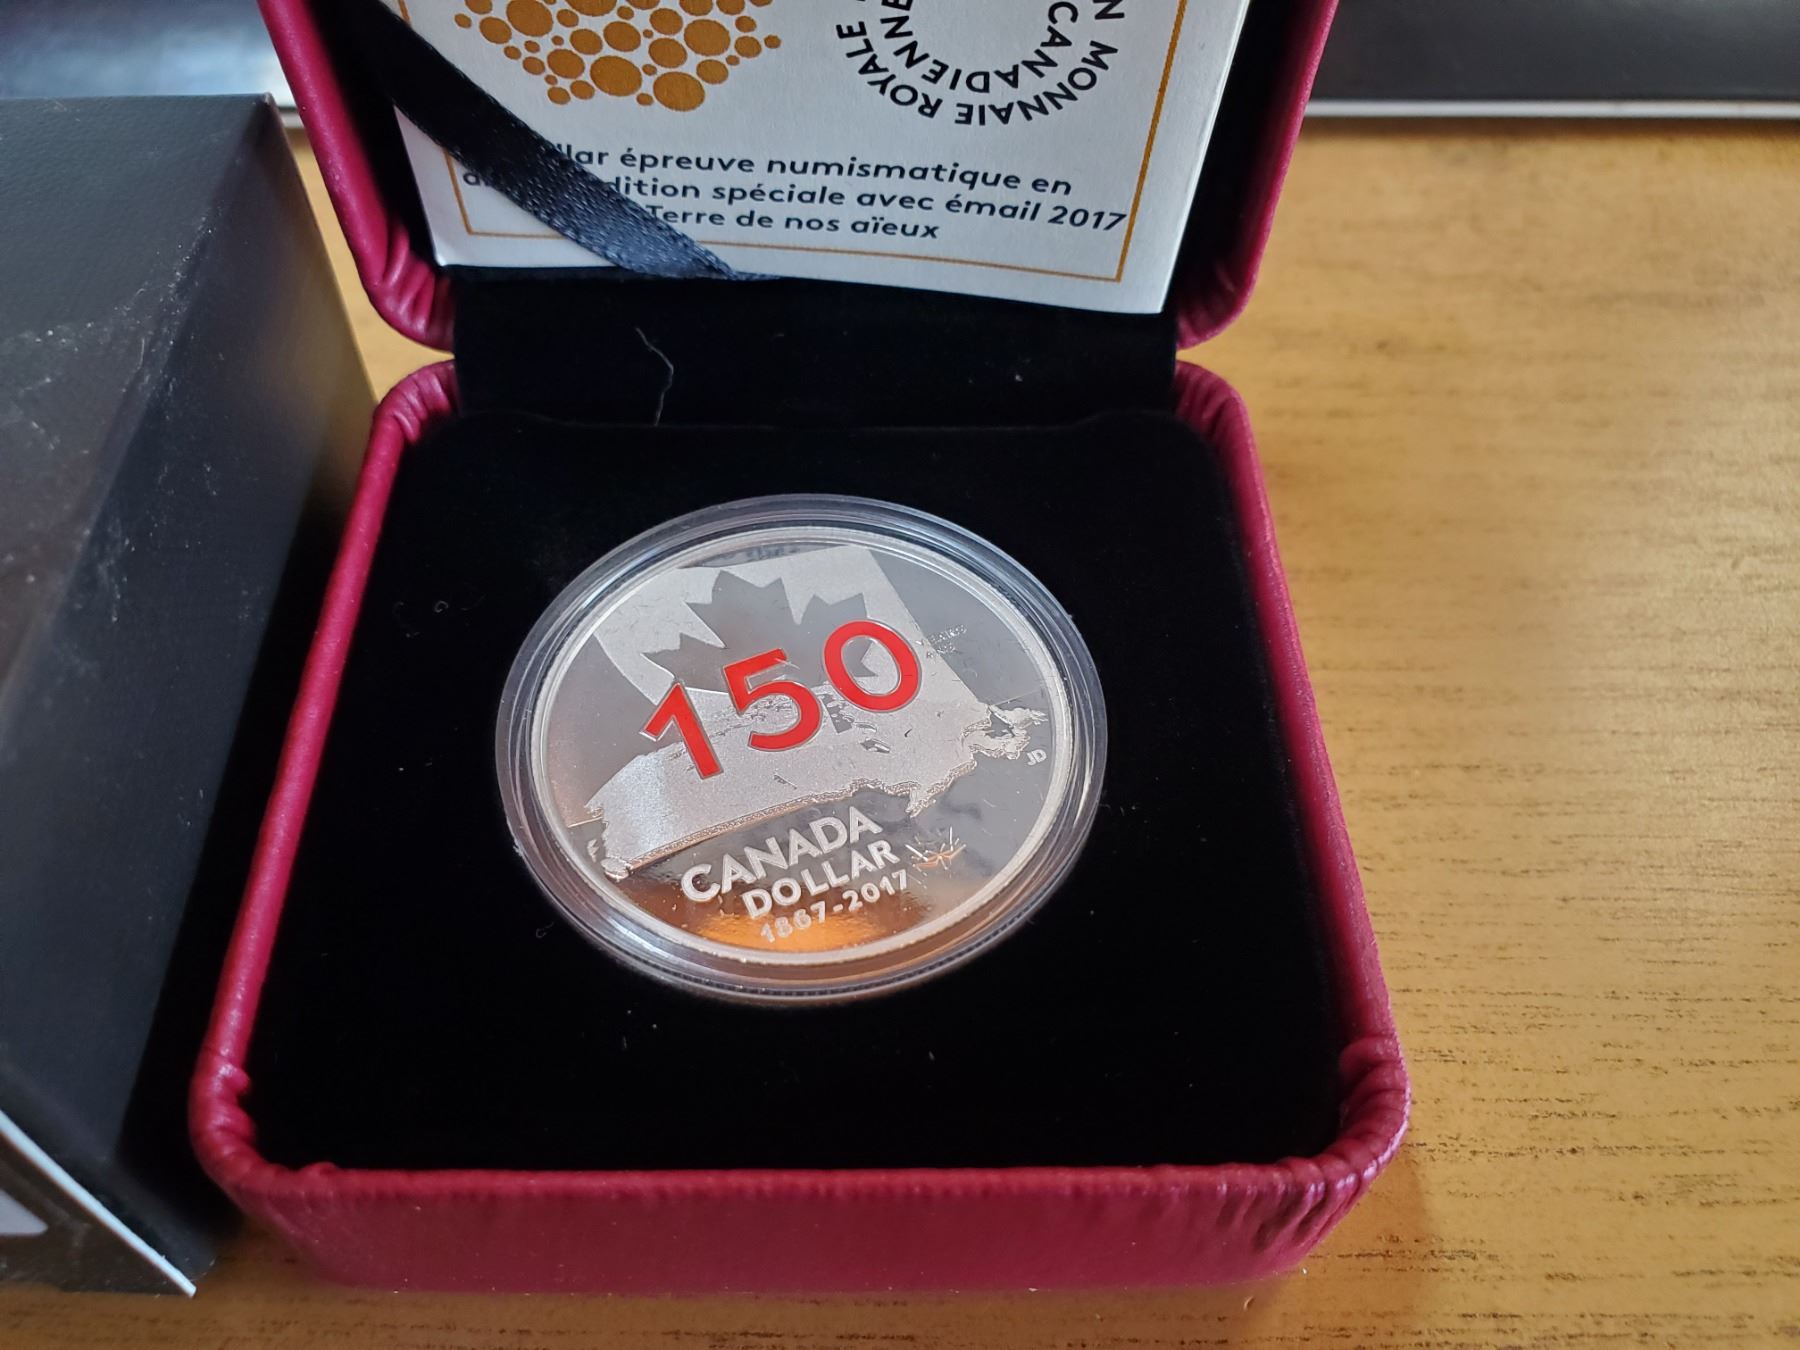 N MONNAIE ROYALE
CANADIENNE
llar épreuve numismatique en
dition spéciale avec émail 2017
Terre de nos aïeux
150
JD
CANADA
DOLLAR
1867-2017